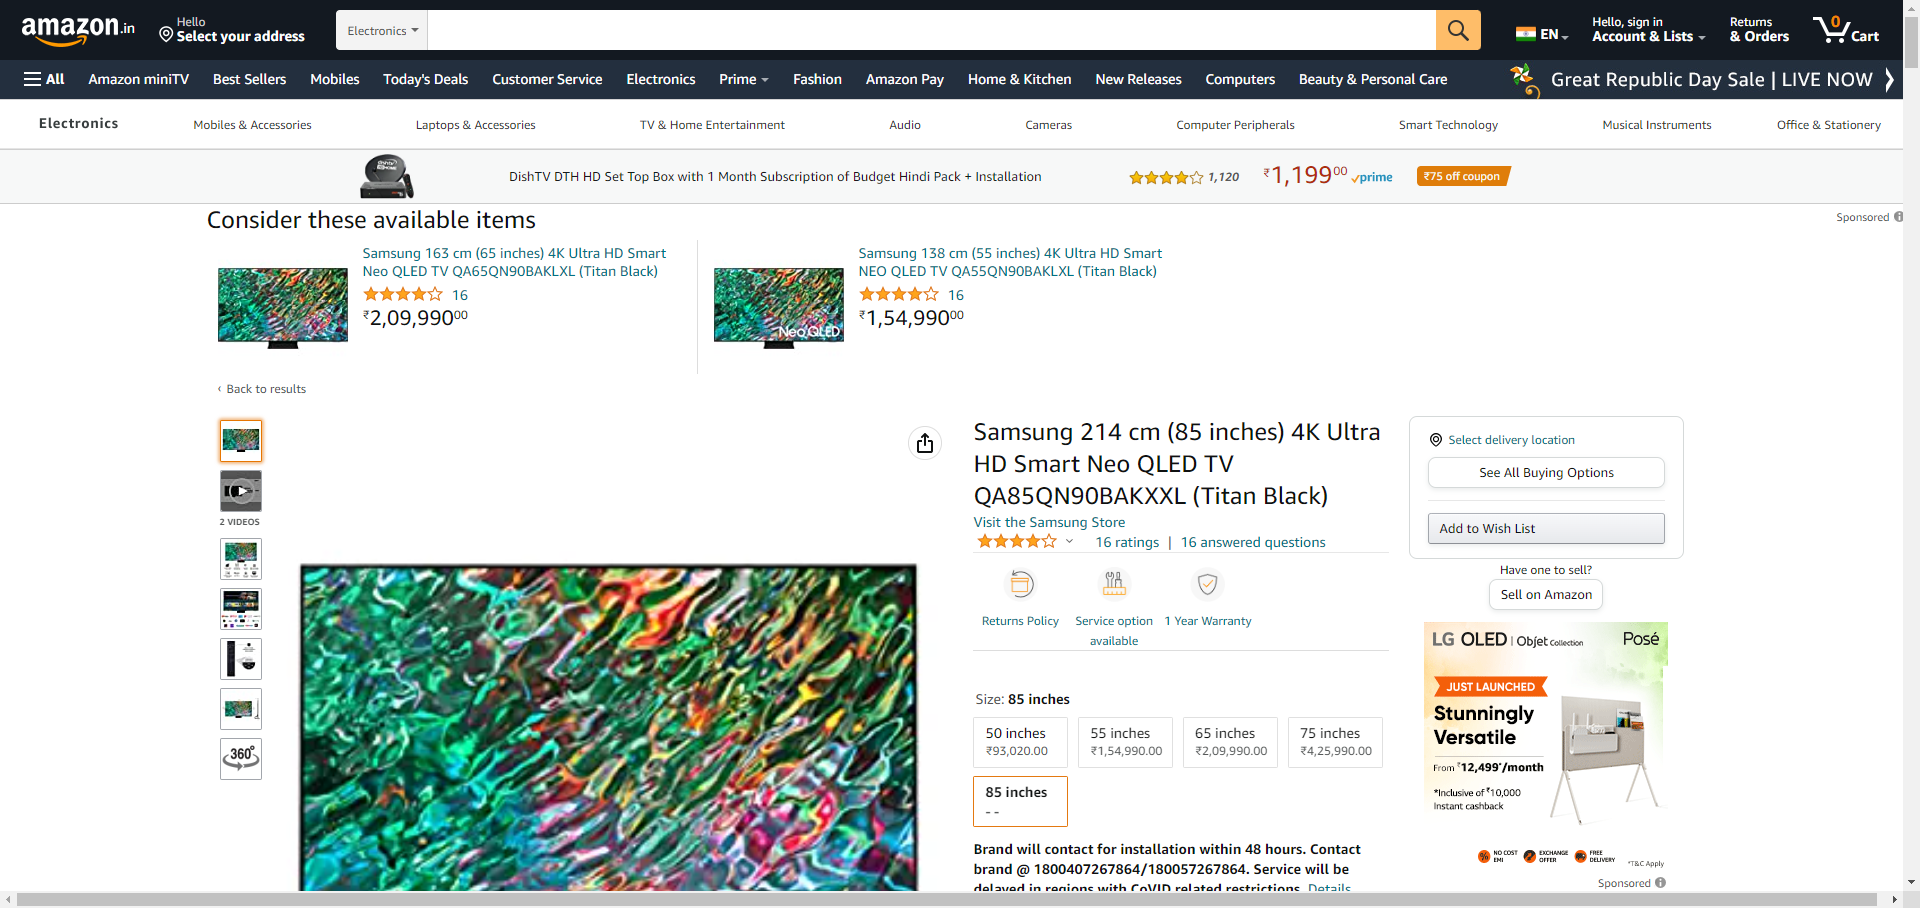 amazon.in
Hello
Select your address
Electronics
EN
Hello, sign in
Account & Lists
Returns
& Orders
0
Cart
All
Amazon miniTV
Best Sellers
Mobiles
Today's Deals
Customer Service
Electronics
Prime
Fashion
Amazon Pay
Home & Kitchen
New Releases
Computers
Beauty & Personal Care
Great Republic Day Sale | LIVE NOW
Electronics
Mobiles & Accessories
Laptops & Accessories
TV & Home Entertainment
Audio
Cameras
Computer Peripherals
Smart Technology
Musical Instruments
Office & Stationery
DishTV DTH HD Set Top Box with 1 Month Subscription of Budget Hindi Pack + Installation
1,120
₹1,19900
prime
₹75 off coupon
Sponsored
Consider these available items
Samsung 163 cm (65 inches) 4K Ultra HD Smart
Neo QLED TV QA65QN90BAKLXL (Titan Black)
16
₹2,09,99000
Neo QLED
Samsung 138 cm (55 inches) 4K Ultra HD Smart
NEO QLED TV QA55QN90BAKLXL (Titan Black)
16
₹1,54,99000
‹ Back to results
2 VIDEOS
360°
Samsung 214 cm (85 inches) 4K Ultra
HD Smart Neo QLED TV
QA85QN90BAKXXL (Titan Black)
Visit the Samsung Store
16 ratings | 16 answered questions
Returns Policy
Service option
available
1 Year Warranty
Size: 85 inches
50 inches
₹93,020.00
55 inches
₹1,54,990.00
65 inches
₹2,09,990.00
75 inches
₹4,25,990.00
85 inches
- -
Brand will contact for installation within 48 hours. Contact
brand @ 1800407267864/180057267864. Service will be
delayed in regions with CoVID related restrictions. Details
Select delivery location
See All Buying Options
Add to Wish List
Have one to sell?
Sell on Amazon
LG OLED | Objet Collection
Posé
JUST LAUNCHED
Stunningly
Versatile
From ₹12,499*/month
*Inclusive of ₹10,000
Instant cashback
NO COST
EMI
EXCHANGE
OFFER
FREE
DELIVERY
*T&C Apply
Sponsored